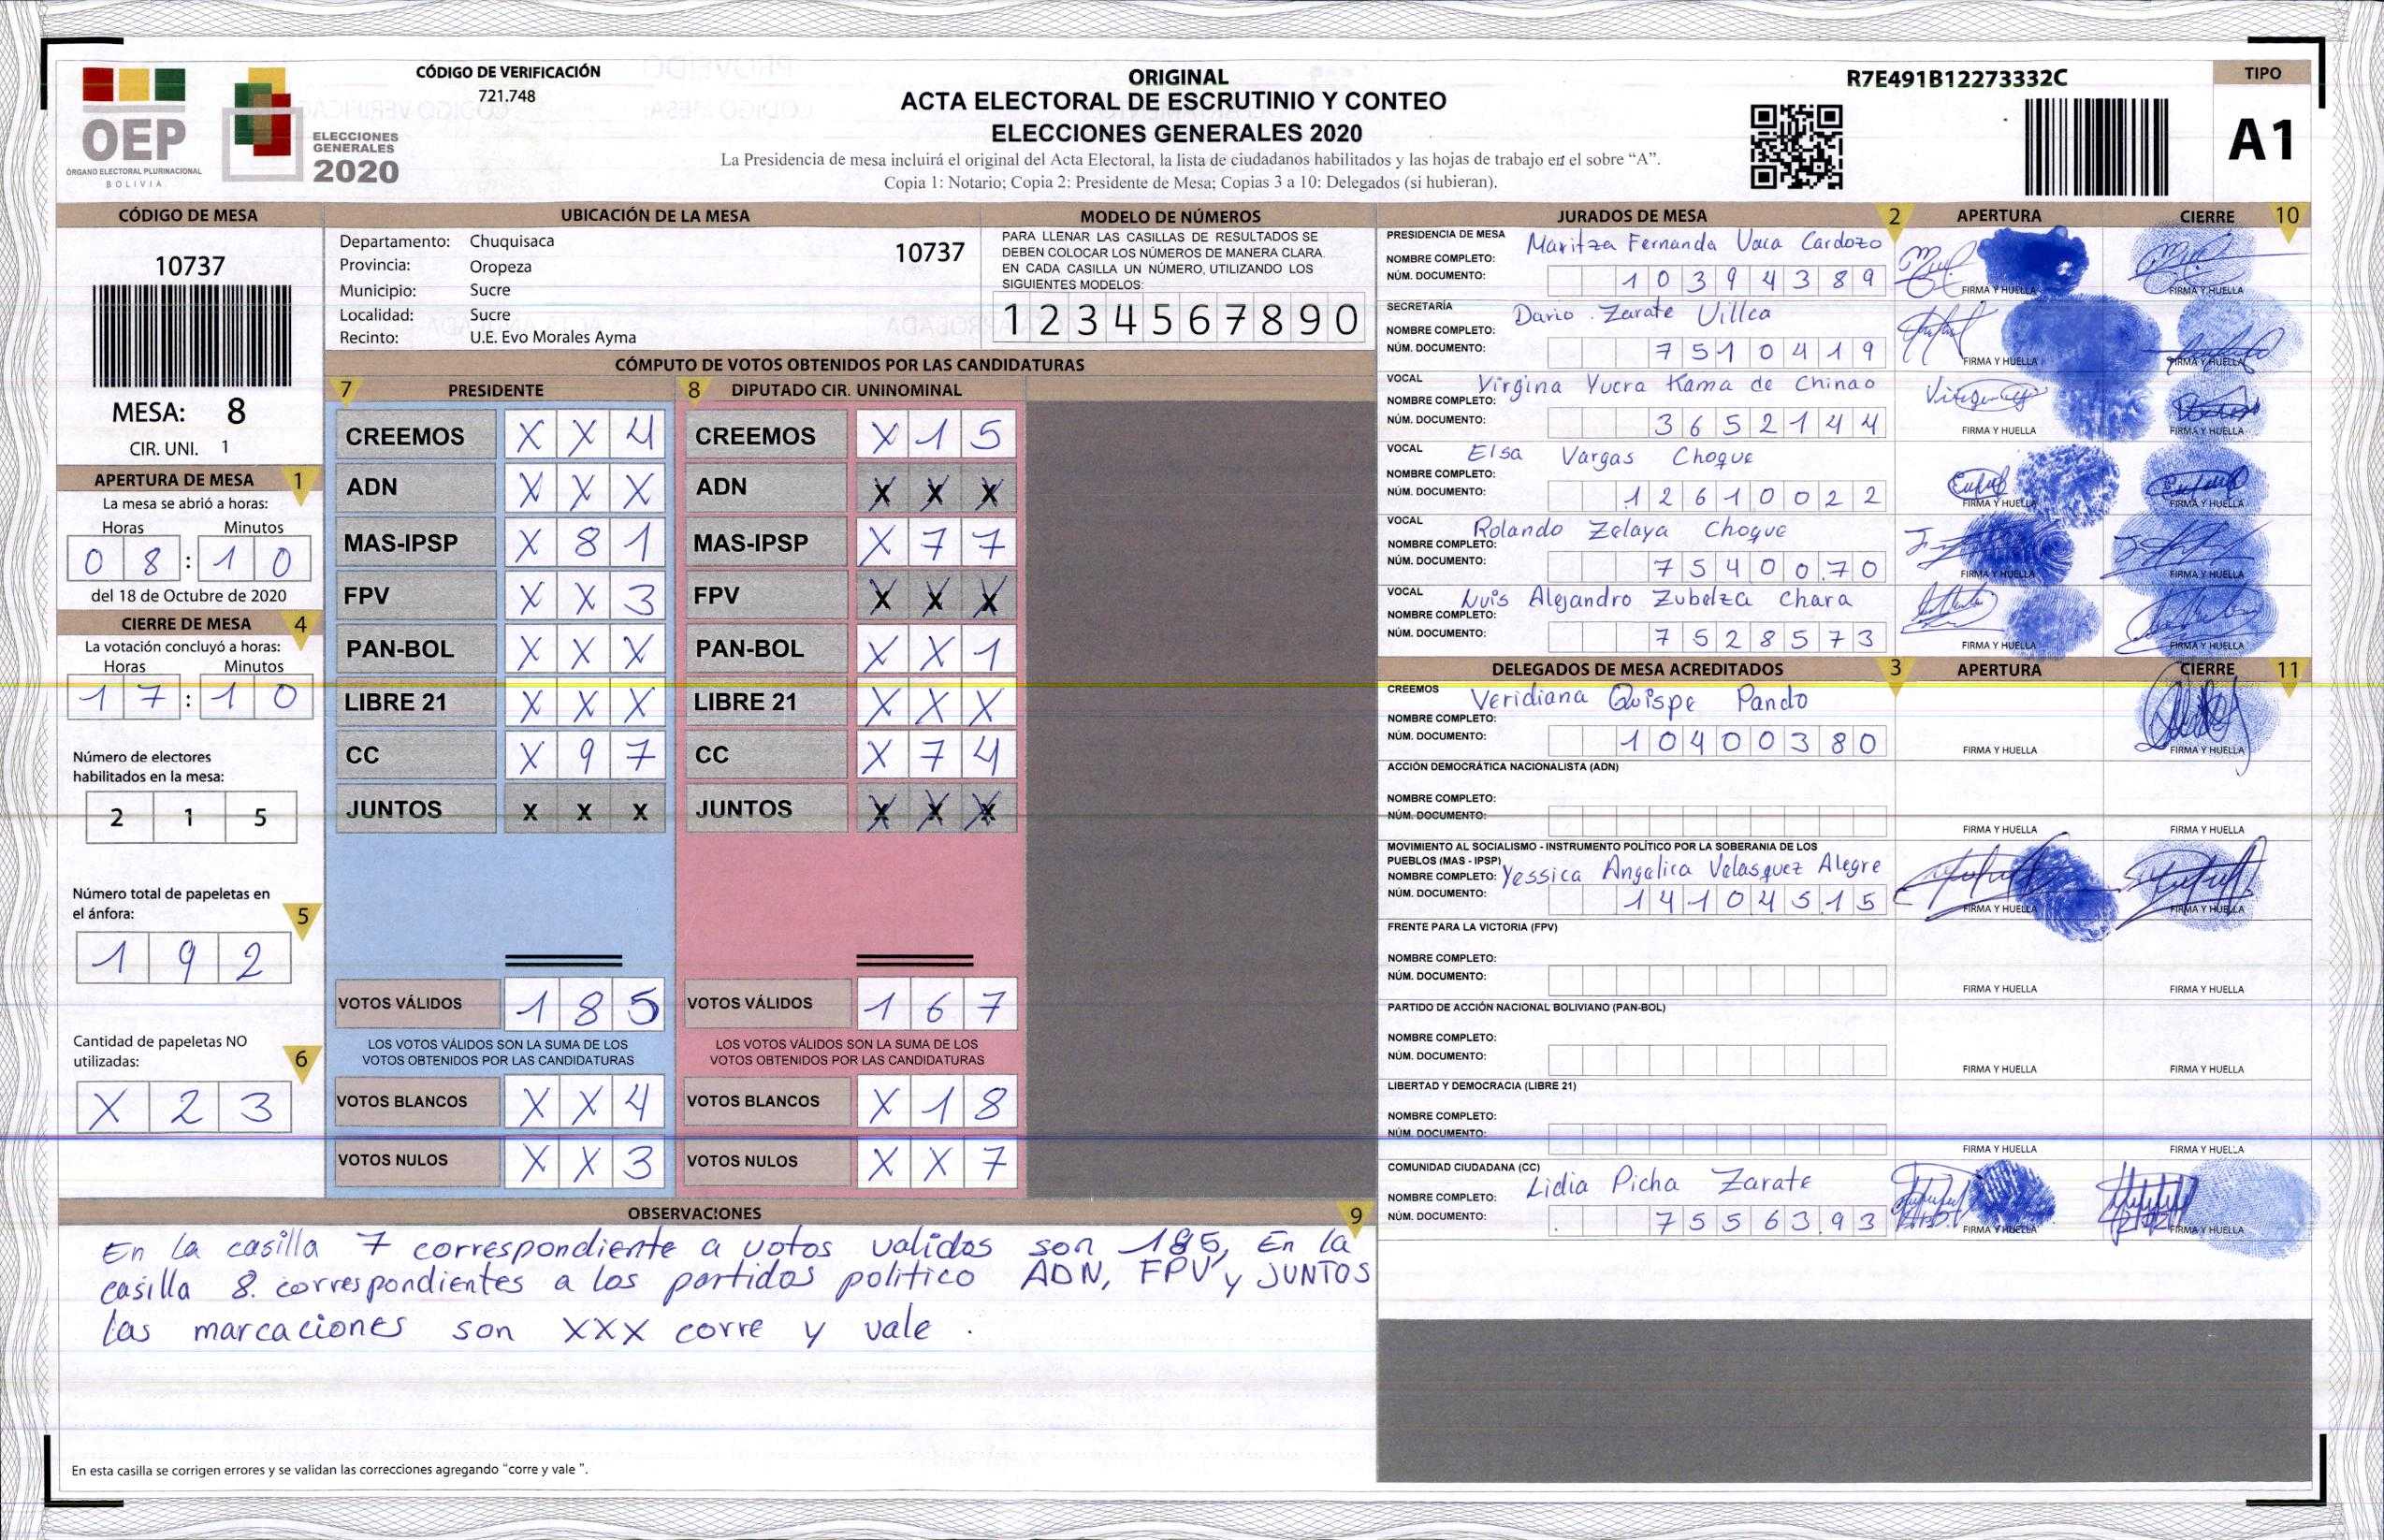 CÓDIGO DE VERIFICACIÓN
721.748
OEP
ÓRGANO ELECTORAL PLURINACIONAL
BOLIVIA
ELECCIONES
GENERALES
2020
ORIGINAL
ACTA ELECTORAL DE ESCRUTINIO Y CONTEO
ELECCIONES GENERALES 2020
La Presidencia de mesa incluirá el original del Acta Electoral, la lista de ciudadanos habilitados y las hojas de trabajo en el sobre “A”.
Copia 1: Notario; Copia 2: Presidente de Mesa; Copias 3 a 10: Delegados (si hubieran).
R7E491B12273332C
TIPO
A1
CÓDIGO DE MESA
10737
MESA: 8
CIR. UNI. 1
APERTURA DE MESA 1
La mesa se abrió a horas:
Horas Minutos
0 8 : 1 0
del 18 de Octubre de 2020
CIERRE DE MESA 4
La votación concluyó a horas:
Horas Minutos
1 7 : 1 0
Número de electores
habilitados en la mesa:
2 1 5
Número total de papeletas en
el ánfora: 5
1 9 2
Cantidad de papeletas NO
utilizadas: 6
X 2 3
UBICACIÓN DE LA MESA
Departamento: Chuquisaca 10737
Provincia: Oropeza
Municipio: Sucre
Localidad: Sucre
Recinto: U.E. Evo Morales Ayma
MODELO DE NÚMEROS
PARA LLENAR LAS CASILLAS DE RESULTADOS SE
DEBEN COLOCAR LOS NÚMEROS DE MANERA CLARA.
EN CADA CASILLA UN NÚMERO, UTILIZANDO LOS
SIGUIENTES MODELOS:
1 2 3 4 5 6 7 8 9 0
CÓMPUTO DE VOTOS OBTENIDOS POR LAS CANDIDATURAS
7 PRESIDENTE 8 DIPUTADO CIR. UNINOMINAL
CREEMOS X X 4 CREEMOS X 1 5
ADN X X X ADN X X X
MAS-IPSP X 8 1 MAS-IPSP X 7 7
FPV X X 3 FPV X X X
PAN-BOL X X X PAN-BOL X X 1
LIBRE 21 X X X LIBRE 21 X X X
CC X 9 7 CC X 7 4
JUNTOS X X X JUNTOS X X X
VOTOS VÁLIDOS 1 8 5 VOTOS VÁLIDOS 1 6 7
LOS VOTOS VÁLIDOS SON LA SUMA DE LOS LOS VOTOS VÁLIDOS SON LA SUMA DE LOS
VOTOS OBTENIDOS POR LAS CANDIDATURAS VOTOS OBTENIDOS POR LAS CANDIDATURAS
VOTOS BLANCOS X X 4 VOTOS BLANCOS X 1 8
VOTOS NULOS X X 3 VOTOS NULOS X X 7
OBSERVACIONES 9
En la casilla 7 correspondiente a votos validos son 185, En la
casilla 8. correspondientes a los partidos politico ADN, FPV y JUNTOS
las marcaciones son XXX corre y vale .
En esta casilla se corrigen errores y se validan las correcciones agregando “corre y vale ”.
JURADOS DE MESA 2 APERTURA CIERRE 10
PRESIDENCIA DE MESA
NOMBRE COMPLETO: Maritza Fernanda Vaca Cardozo
NÚM. DOCUMENTO: 1 0 3 9 4 3 8 9 FIRMA Y HUELLA FIRMA Y HUELLA
SECRETARÍA
NOMBRE COMPLETO: Dario Zarate Villca
NÚM. DOCUMENTO: 7 5 1 0 4 1 9 FIRMA Y HUELLA FIRMA Y HUELLA
VOCAL
NOMBRE COMPLETO: Virgina Yucra Kama de Chinao
NÚM. DOCUMENTO: 3 6 5 2 1 4 4 FIRMA Y HUELLA FIRMA Y HUELLA
VOCAL
NOMBRE COMPLETO: Elsa Vargas Choque
NÚM. DOCUMENTO: 1 2 6 1 0 0 2 2 FIRMA Y HUELLA FIRMA Y HUELLA
VOCAL
NOMBRE COMPLETO: Rolando Zelaya Choque
NÚM. DOCUMENTO: 7 5 4 0 0 7 0 FIRMA Y HUELLA FIRMA Y HUELLA
VOCAL
NOMBRE COMPLETO: Luis Alejandro Zubelza Chara
NÚM. DOCUMENTO: 7 5 2 8 5 7 3 FIRMA Y HUELLA FIRMA Y HUELLA
DELEGADOS DE MESA ACREDITADOS 3 APERTURA CIERRE 11
CREEMOS
NOMBRE COMPLETO: Veridiana Quispe Pando
NÚM. DOCUMENTO: 1 0 4 0 0 3 8 0 FIRMA Y HUELLA FIRMA Y HUELLA
ACCIÓN DEMOCRÁTICA NACIONALISTA (ADN)
NOMBRE COMPLETO:
NÚM. DOCUMENTO: FIRMA Y HUELLA FIRMA Y HUELLA
MOVIMIENTO AL SOCIALISMO - INSTRUMENTO POLÍTICO POR LA SOBERANIA DE LOS
PUEBLOS (MAS - IPSP)
NOMBRE COMPLETO: Yessica Angelica Velasquez Alegre
NÚM. DOCUMENTO: 1 4 1 0 4 5 1 5 FIRMA Y HUELLA FIRMA Y HUELLA
FRENTE PARA LA VICTORIA (FPV)
NOMBRE COMPLETO:
NÚM. DOCUMENTO: FIRMA Y HUELLA FIRMA Y HUELLA
PARTIDO DE ACCIÓN NACIONAL BOLIVIANO (PAN-BOL)
NOMBRE COMPLETO:
NÚM. DOCUMENTO: FIRMA Y HUELLA FIRMA Y HUELLA
LIBERTAD Y DEMOCRACIA (LIBRE 21)
NOMBRE COMPLETO:
NÚM. DOCUMENTO: FIRMA Y HUELLA FIRMA Y HUELLA
COMUNIDAD CIUDADANA (CC)
NOMBRE COMPLETO: Lidia Picha Zarate
NÚM. DOCUMENTO: 7 5 5 6 3 9 3 FIRMA Y HUELLA FIRMA Y HUELLA